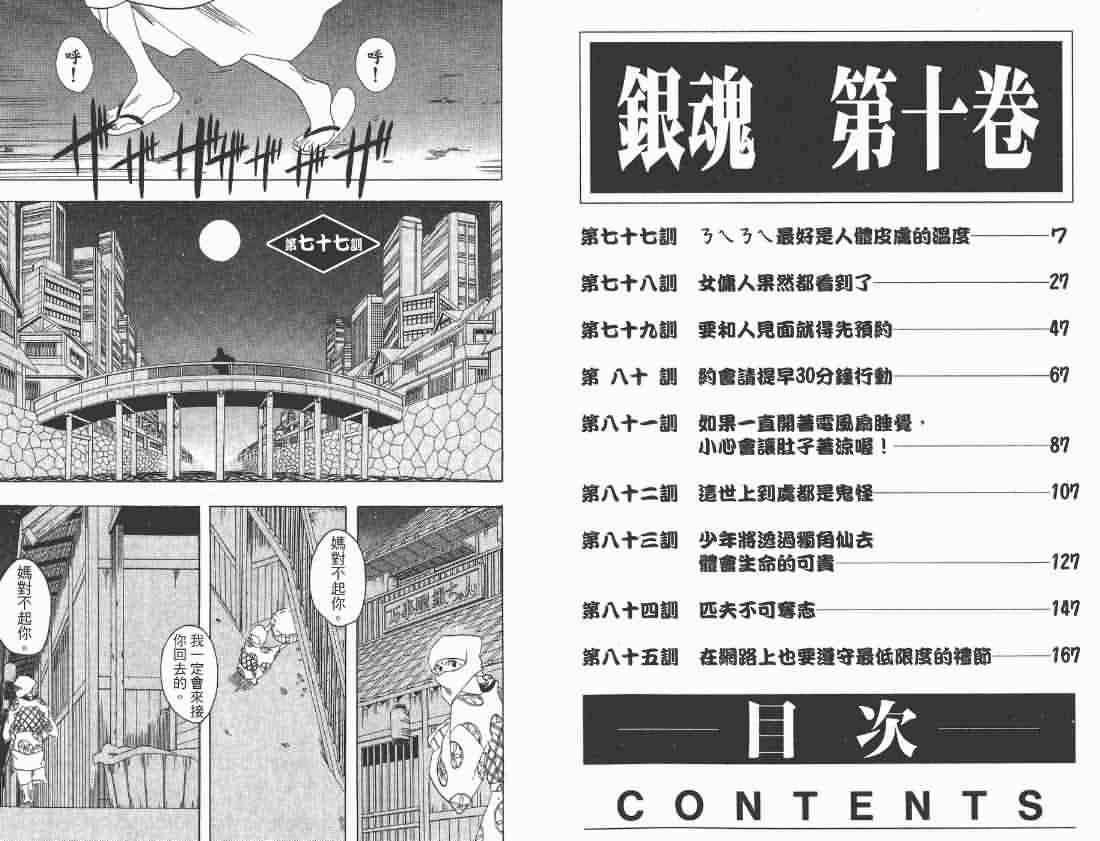 銀魂 第十卷
第七十七訓 ㄋㄟㄋㄟ最好是人體皮膚的溫度 7
第七十八訓 女傭人果然都看到了 27
第七十九訓 要和人見面就得先預約 47
第八十訓 約會請提早30分鐘行動 67
第八十一訓 如果一直開著電風扇睡覺，
小心會讓肚子著涼喔！ 87
第八十二訓 這世上到處都是鬼怪 107
第八十三訓 少年將透過獨角仙去
體會生命的可貴 127
第八十四訓 匹夫不可奪志 147
第八十五訓 在網路上也要遵守最低限度的禮節 167
目次
CONTENTS
呼！
呼！
第七十七訓
媽對不起你。
我一定會來接
你回去的。
媽對不起你。